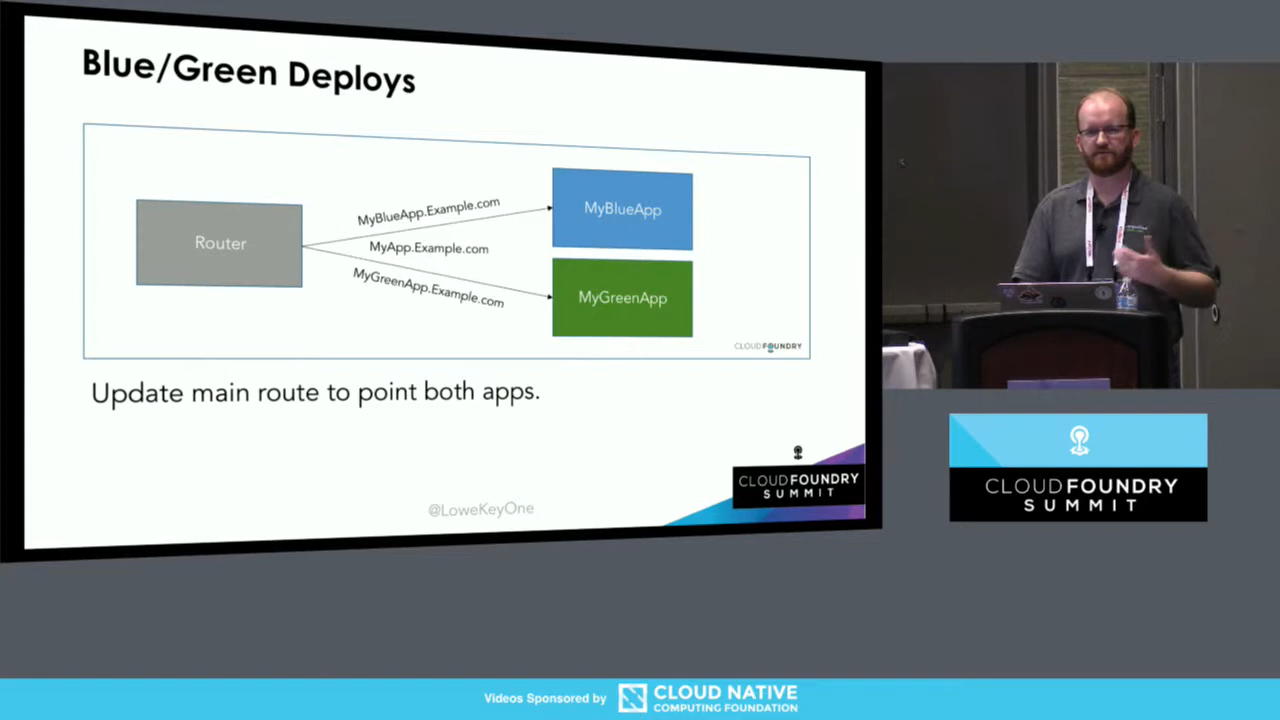 Blue/Green Deploys
Router
MyBlueApp.Example.com
MyApp.Example.com
MyGreenApp.Example.com
MyBlueApp
MyGreenApp
CLOUDFOUNDRY
Update main route to point both apps.
@LoweKeyOne
CLOUDFOUNDRY
SUMMIT
CLOUDFOUNDRY
SUMMIT
Videos Sponsored by
CLOUD NATIVE
COMPUTING FOUNDATION